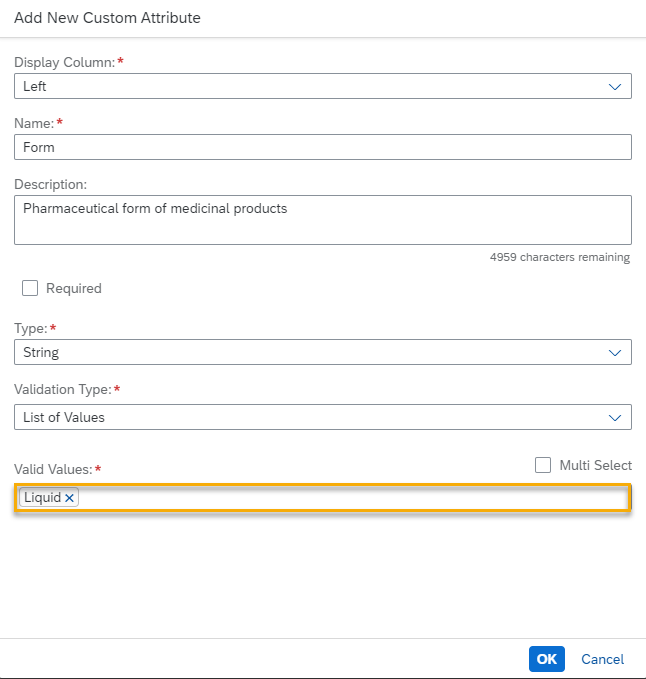 Add New Custom Attribute
Display Column:*
Left
Name:*
Form
Description:
Pharmaceutical form of medicinal products
4959 characters remaining
Required
Type:*
String
Validation Type:*
List of Values
Valid Values:*
Multi Select
Liquid
OK
Cancel